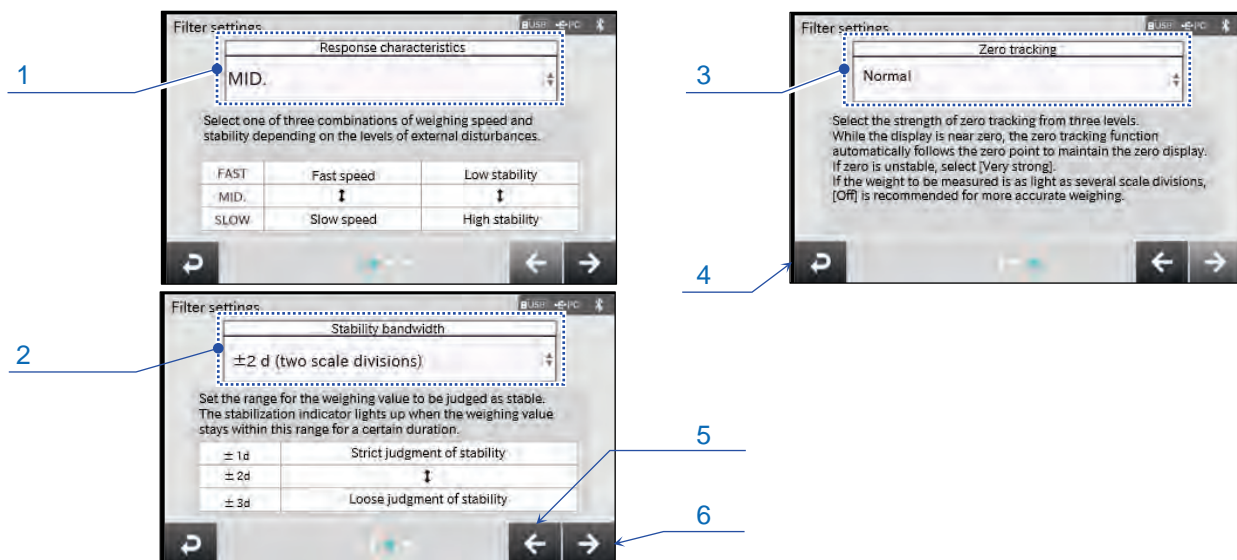 1
Filter settings
USB PC
Response characteristics
MID.
Select one of three combinations of weighing speed and
stability depending on the levels of external disturbances.
FAST Fast speed Low stability
MID. ↕ ↕
SLOW Slow speed High stability
2
Filter settings
USB PC
Stability bandwidth
±2 d (two scale divisions)
Set the range for the weighing value to be judged as stable.
The stabilization indicator lights up when the weighing value
stays within this range for a certain duration.
± 1d Strict judgment of stability
± 2d ↕
± 3d Loose judgment of stability
5
6
3
Filter settings
USB PC
Zero tracking
Normal
Select the strength of zero tracking from three levels.
While the display is near zero, the zero tracking function
automatically follows the zero point to maintain the zero display.
If zero is unstable, select [Very strong].
If the weight to be measured is as light as several scale divisions,
[Off] is recommended for more accurate weighing.
4